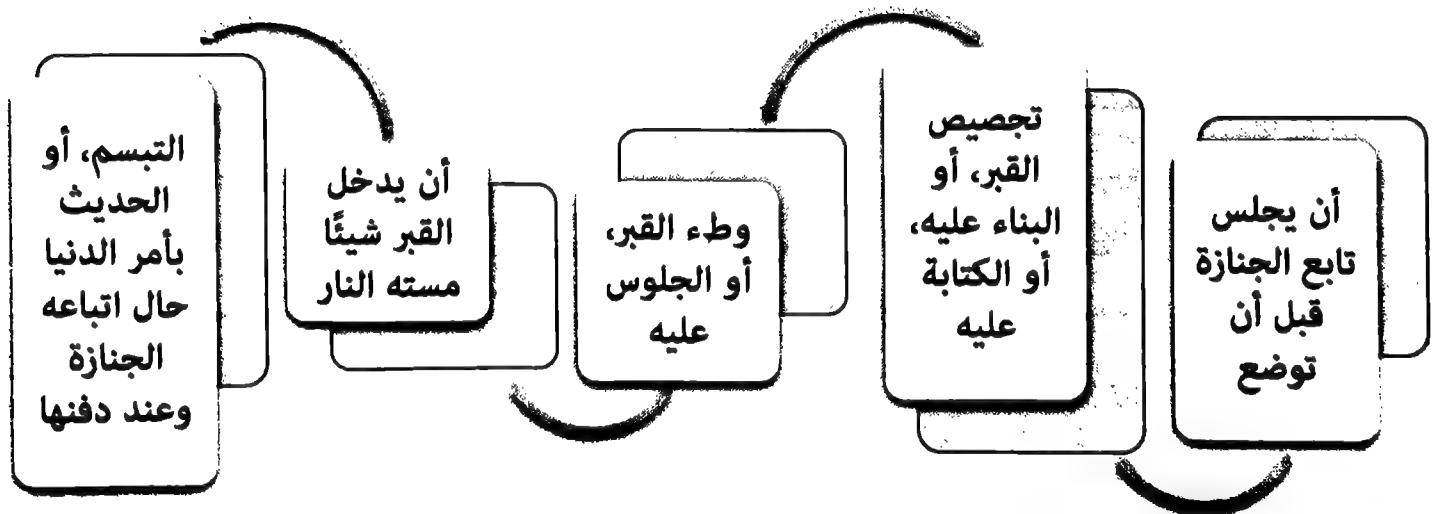 أن يجلس
تابع الجنازة
قبل أن
توضع
تجصيص
القبر، أو
البناء عليه،
أو الكتابة
عليه
وطء القبر،
أو الجلوس
عليه
أن يدخل
القبر شيئًا
مسته النار
التبسم، أو
الحديث
بأمر الدنيا
حال اتباعه
الجنازة
وعند دفنها